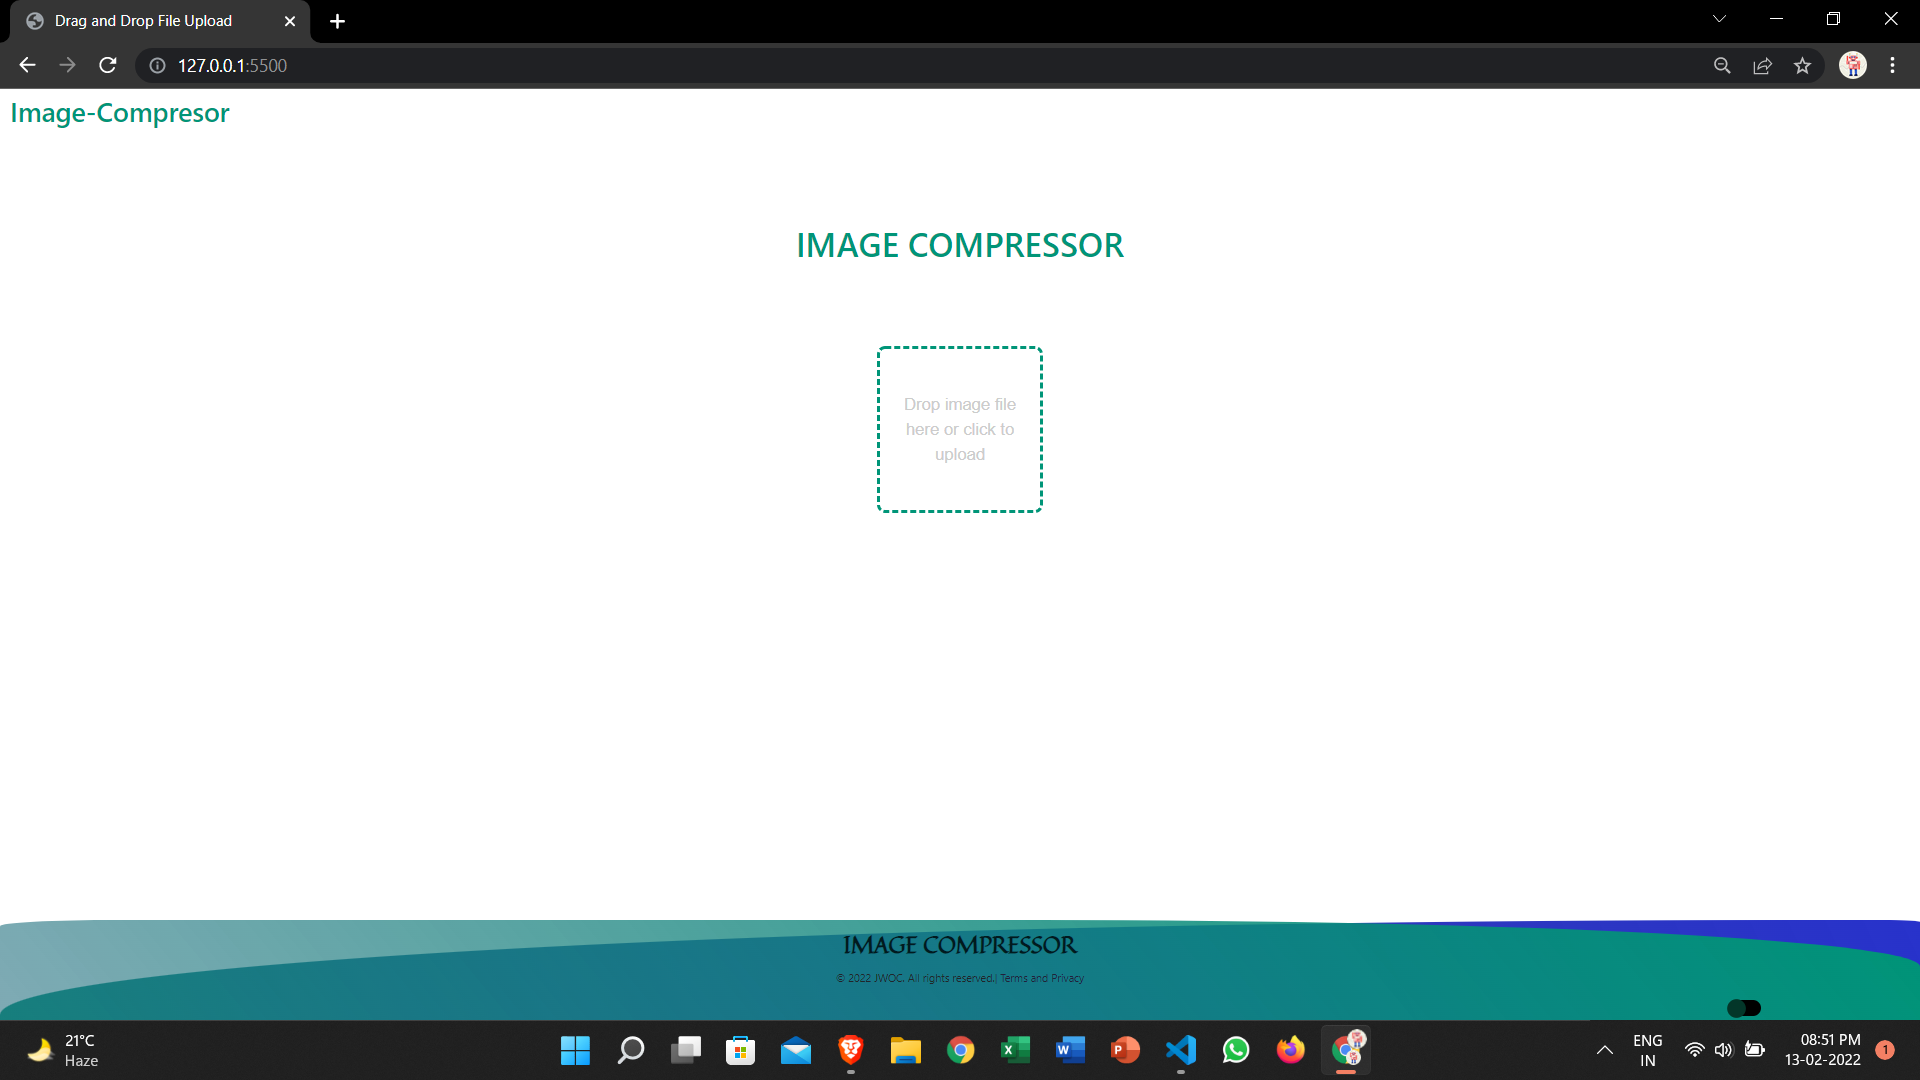 Drag and Drop File Upload
127.0.0.1:5500
Image-Compresor
IMAGE COMPRESSOR
Drop image file
here or click to
upload
IMAGE COMPRESSOR
© 2022 JWOC. All rights reserved.| Terms and Privacy
21°C
Haze
X
W
P
ENG
IN
08:51 PM
13-02-2022
1